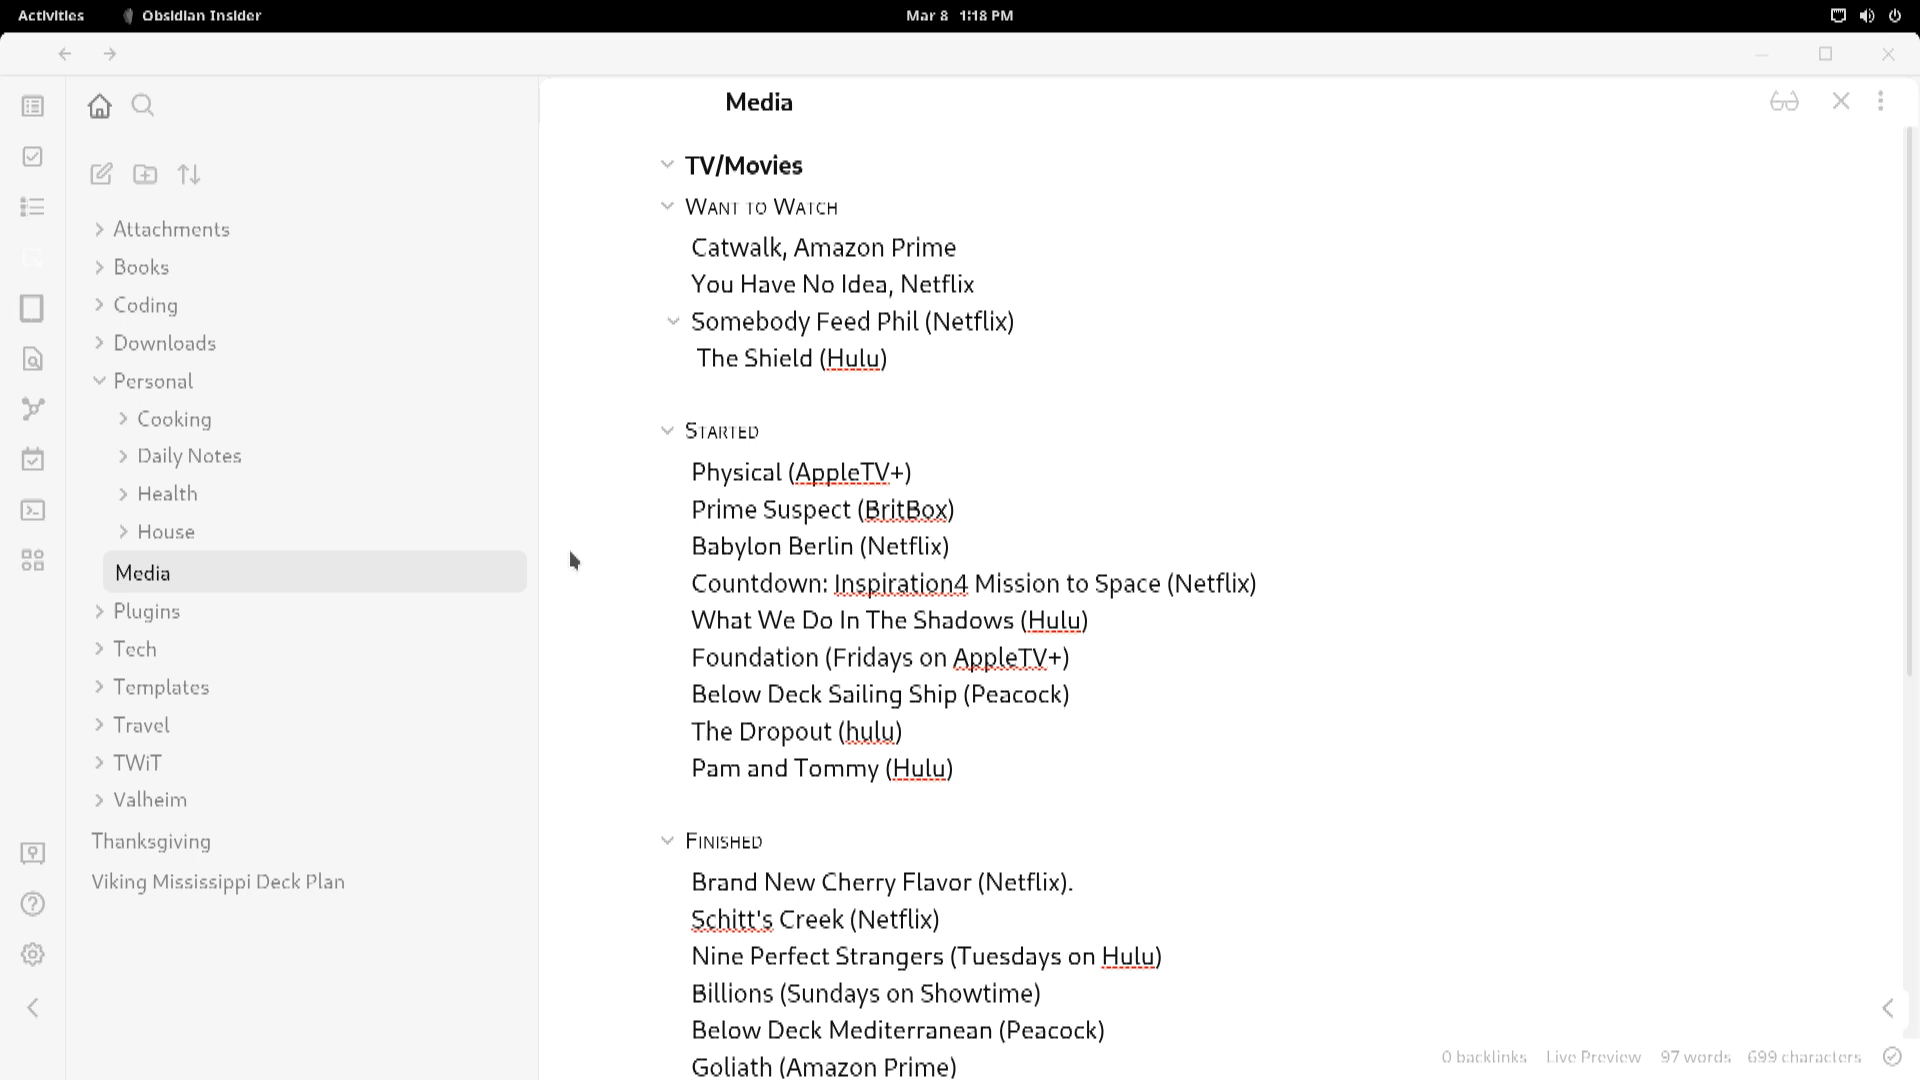 Activities Obsidian Insider Mar 8 1:18 PM
Media
Attachments
Books
Coding
Downloads
Personal
Cooking
Daily Notes
Health
House
Media
Plugins
Tech
Templates
Travel
TWiT
Valheim
Thanksgiving
Viking Mississippi Deck Plan
TV/Movies
WANT TO WATCH
Catwalk, Amazon Prime
You Have No Idea, Netflix
Somebody Feed Phil (Netflix)
The Shield (Hulu)
STARTED
Physical (AppleTV+)
Prime Suspect (BritBox)
Babylon Berlin (Netflix)
Countdown: Inspiration4 Mission to Space (Netflix)
What We Do In The Shadows (Hulu)
Foundation (Fridays on AppleTV+)
Below Deck Sailing Ship (Peacock)
The Dropout (hulu)
Pam and Tommy (Hulu)
FINISHED
Brand New Cherry Flavor (Netflix).
Schitt's Creek (Netflix)
Nine Perfect Strangers (Tuesdays on Hulu)
Billions (Sundays on Showtime)
Below Deck Mediterranean (Peacock)
Goliath (Amazon Prime)
0 backlinks Live Preview 97 words 699 characters